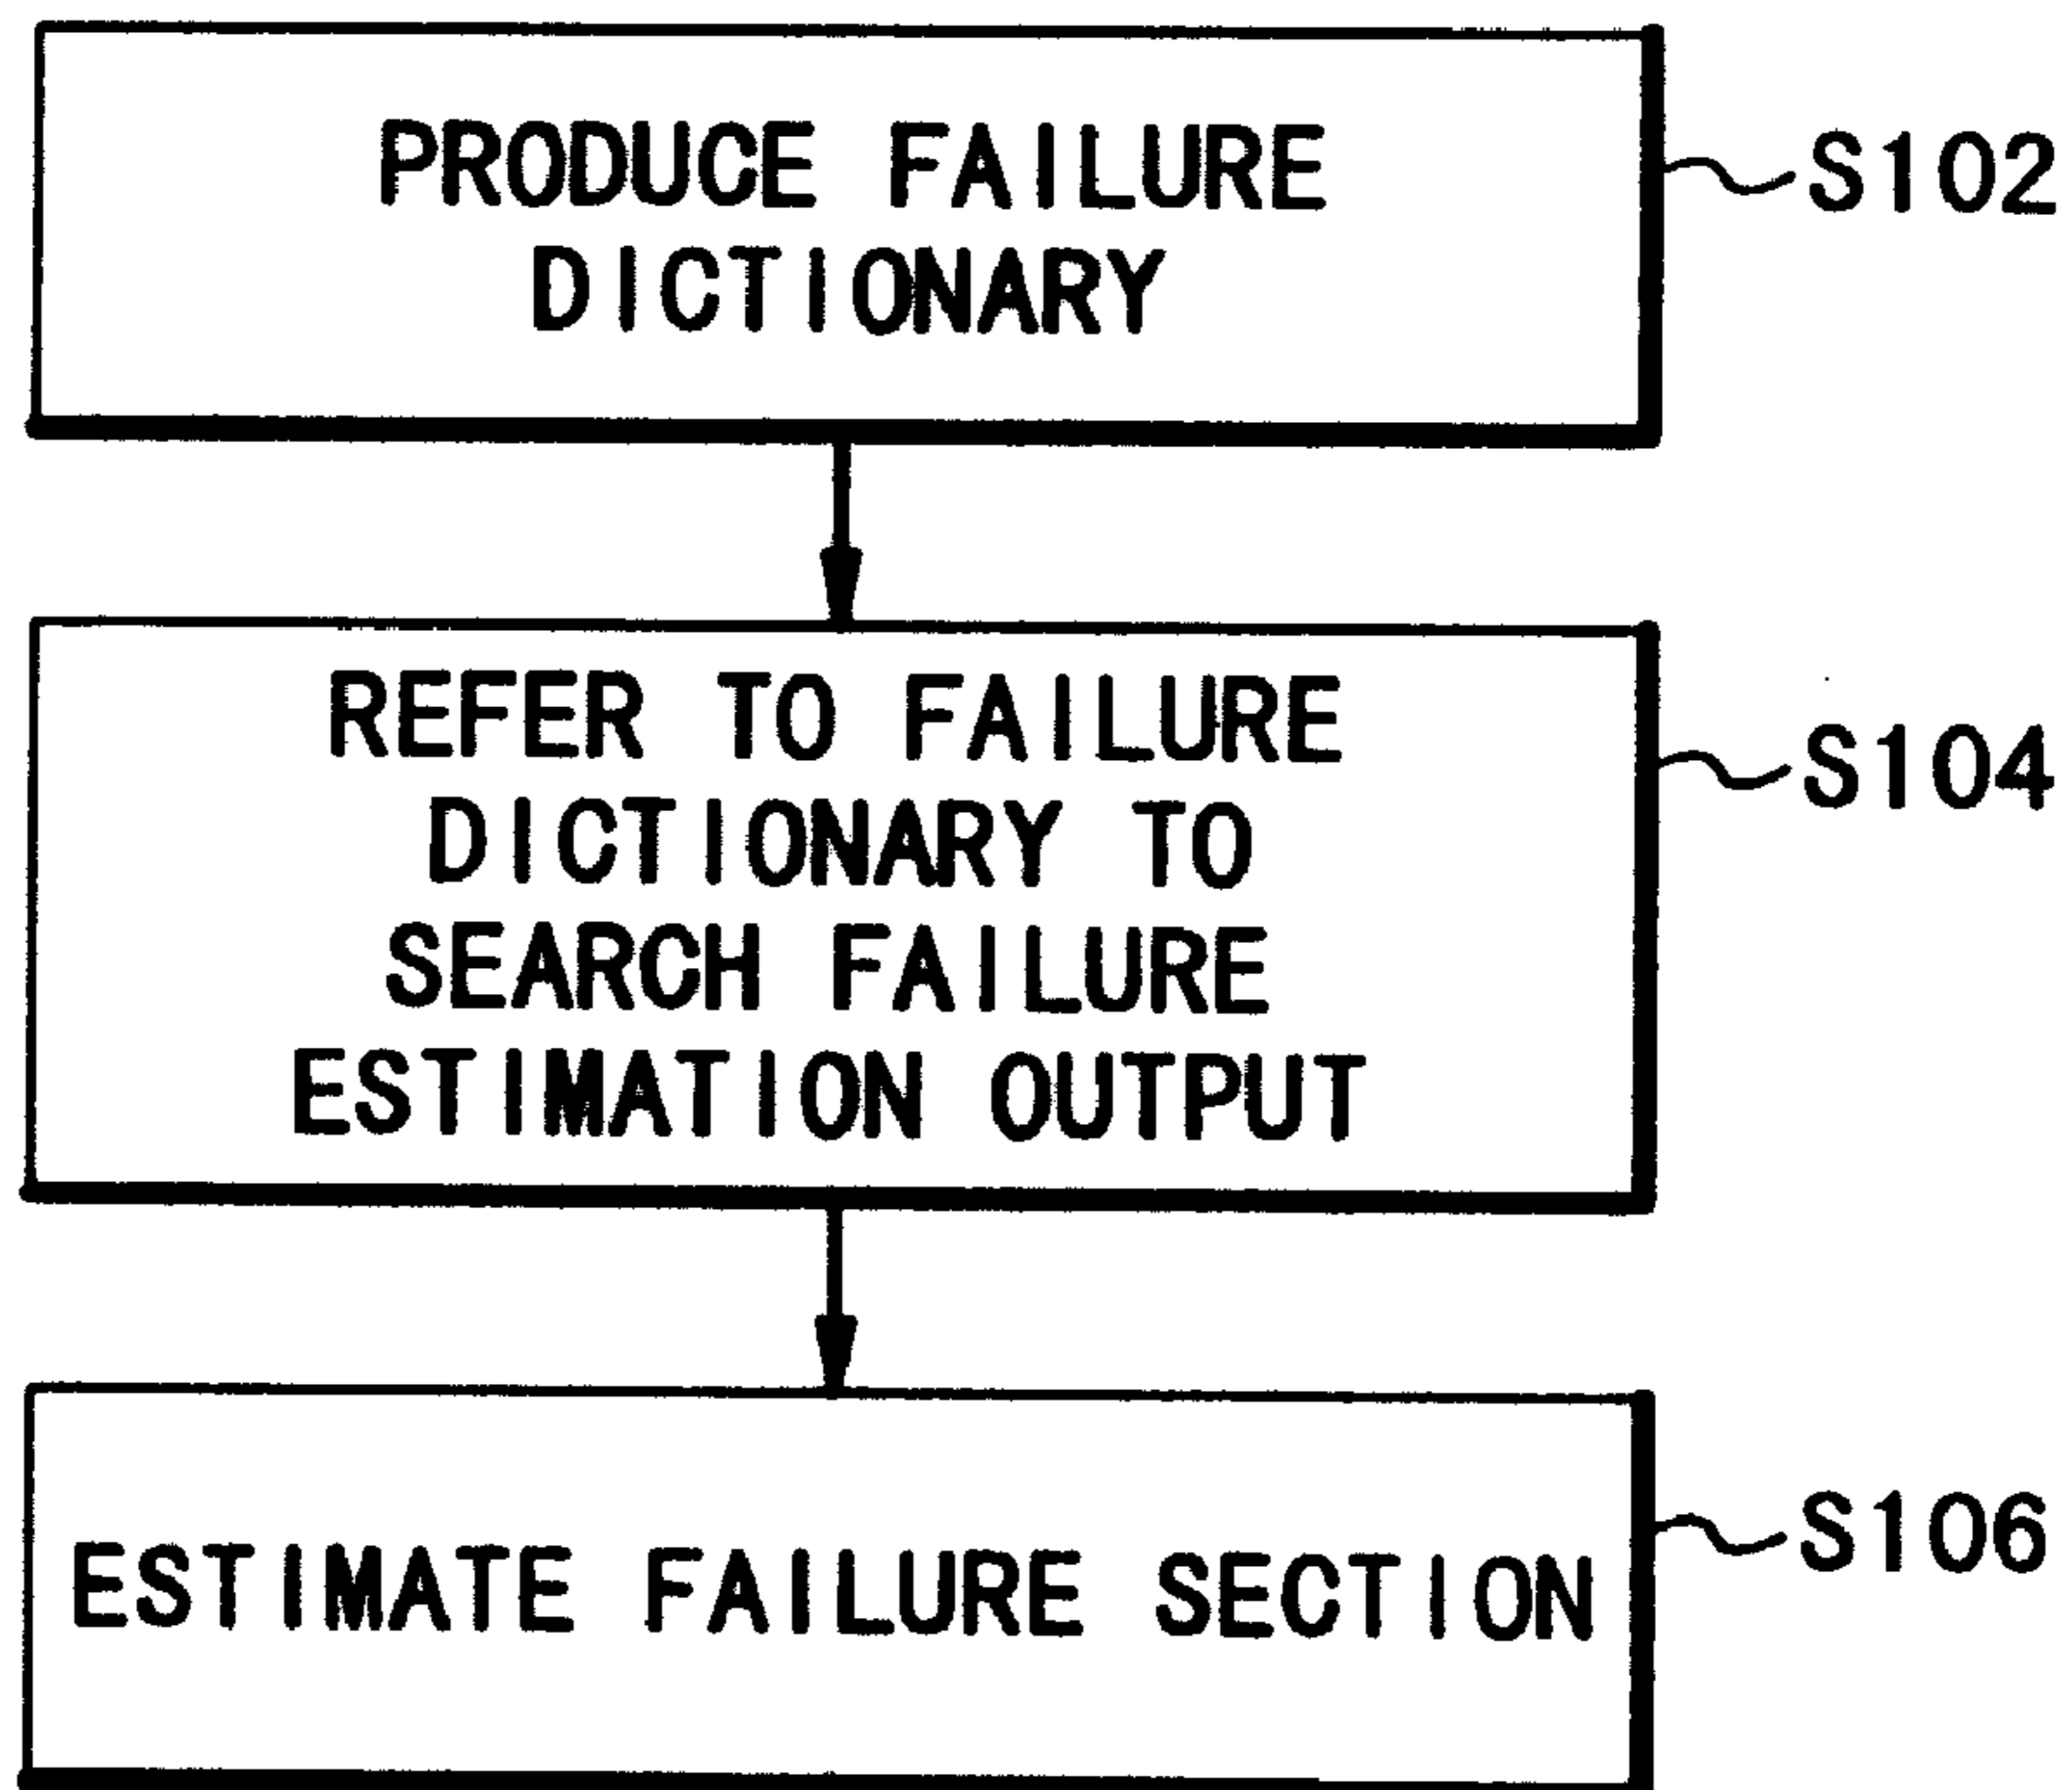 PRODUCE FAILURE
DICTIONARY
S102
REFER TO FAILURE
DICTIONARY TO
SEARCH FAILURE
ESTIMATION OUTPUT
S104
ESTIMATE FAILURE SECTION
S106